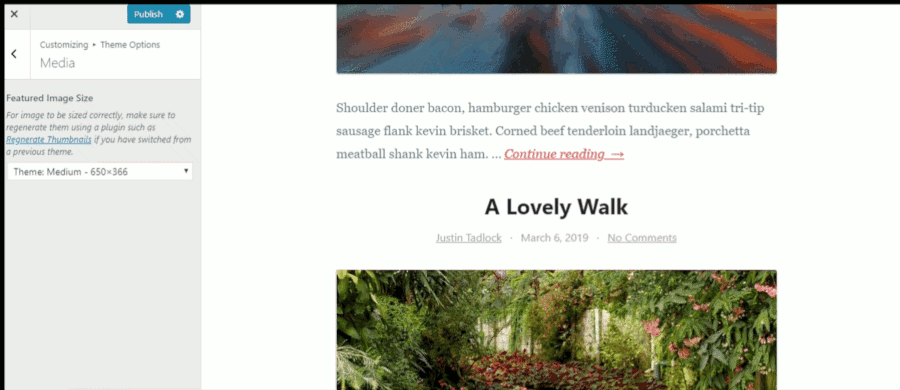 Publish
Customizing ▸ Theme Options
Media
Featured Image Size
For image to be sized correctly, make sure to
regenerate them using a plugin such as
Regnerate Thumbnails if you have switched from
a previous theme.
Theme: Medium - 650×366
Shoulder doner bacon, hamburger chicken venison turducken salami tri-tip
sausage flank kevin brisket. Corned beef tenderloin landjaeger, porchetta
meatball shank kevin ham. … Continue reading →
A Lovely Walk
Justin Tadlock · March 6, 2019 · No Comments